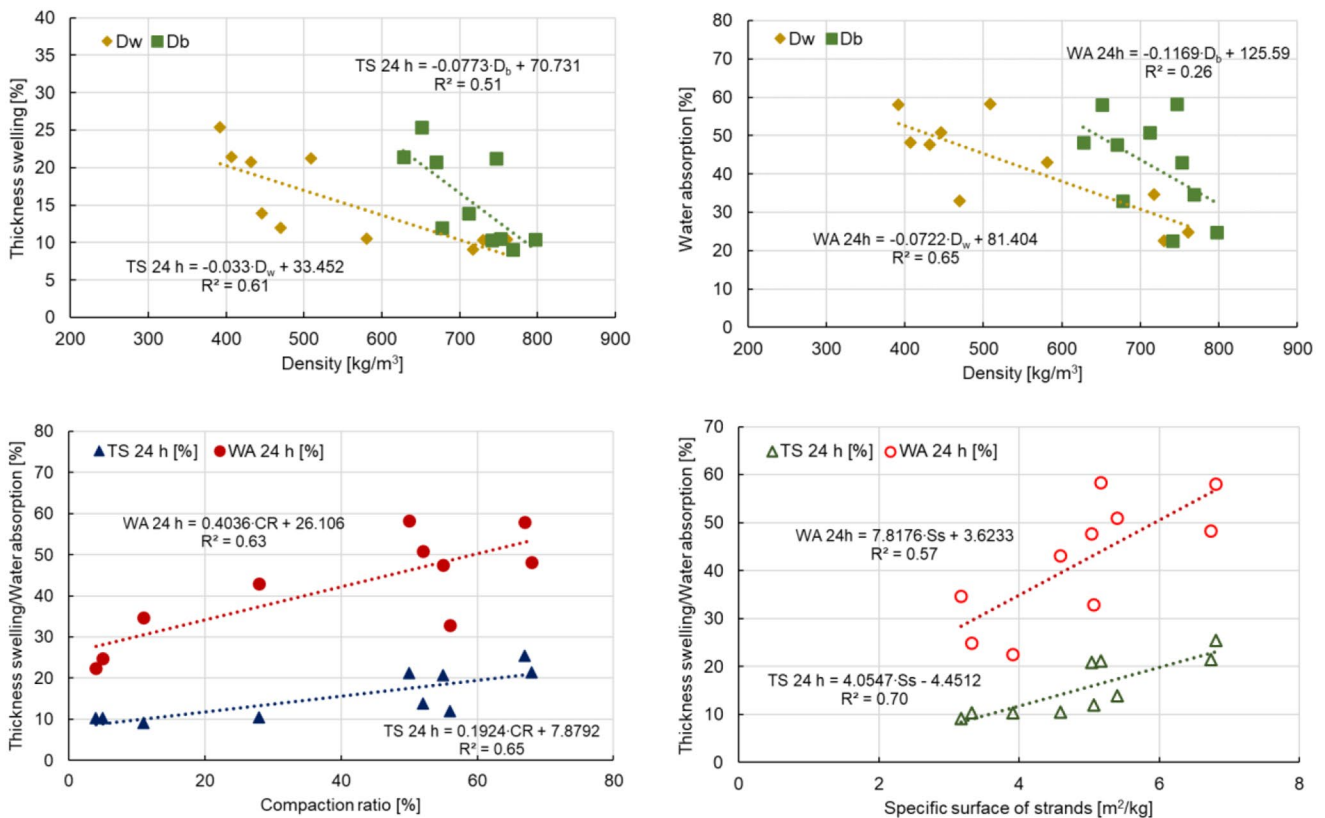 Dw Db
TS 24 h = -0.0773·Db + 70.731
R² = 0.51
TS 24 h = -0.033·Dw + 33.452
R² = 0.61
Thickness swelling [%]
40
35
30
25
20
15
10
5
0
200 300 400 500 600 700 800 900
Density [kg/m³]
Dw Db
WA 24h = -0.1169·Db + 125.59
R² = 0.26
WA 24h = -0.0722·Dw + 81.404
R² = 0.65
Water absorption [%]
80
70
60
50
40
30
20
10
0
200 300 400 500 600 700 800 900
Density [kg/m³]
TS 24 h [%] WA 24 h [%]
WA 24 h = 0.4036·CR + 26.106
R² = 0.63
TS 24 h = 0.1924·CR + 7.8792
R² = 0.65
Thickness swelling/Water absorption [%]
80
70
60
50
40
30
20
10
0
0 20 40 60 80
Compaction ratio [%]
TS 24 h [%] WA 24 h [%]
WA 24h = 7.8176·Ss + 3.6233
R² = 0.57
TS 24 h = 4.0547·Ss - 4.4512
R² = 0.70
Thickness swelling/Water absorption [%]
70
60
50
40
30
20
10
0
0 2 4 6 8
Specific surface of strands [m²/kg]